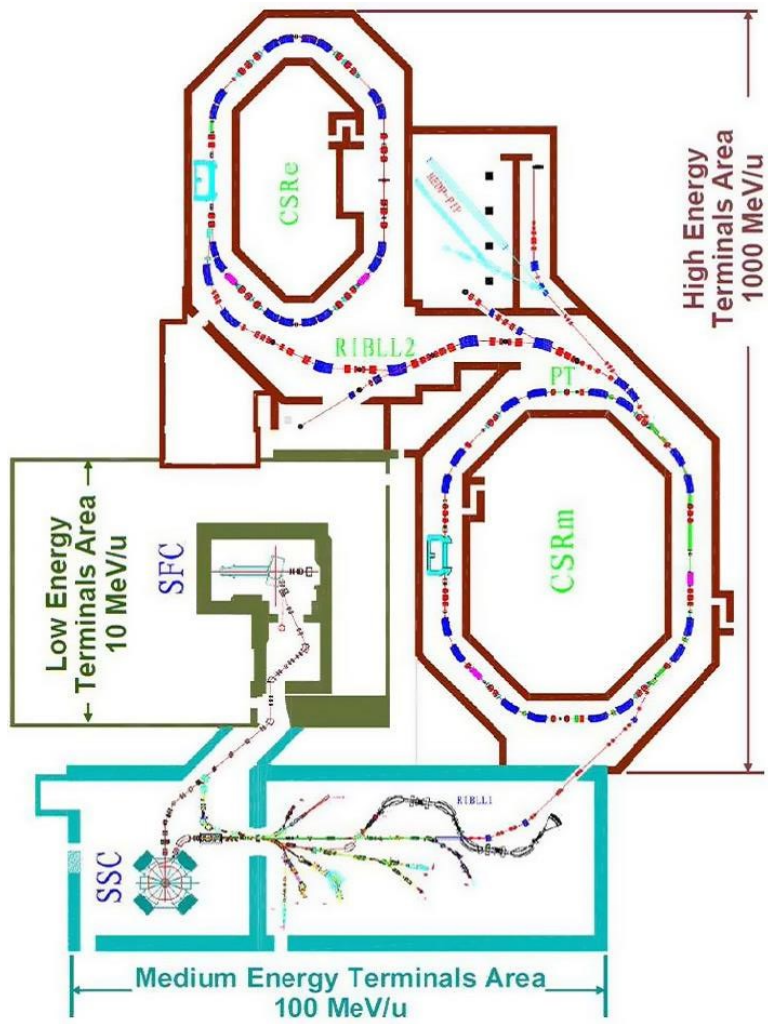 CSRe
High Energy
Terminals Area
1000 MeV/u
RIBLL2
PT
Low Energy
Terminals Area
10 MeV/u
SFC
CSRm
RIBLL1
SSC
Medium Energy Terminals Area
100 MeV/u